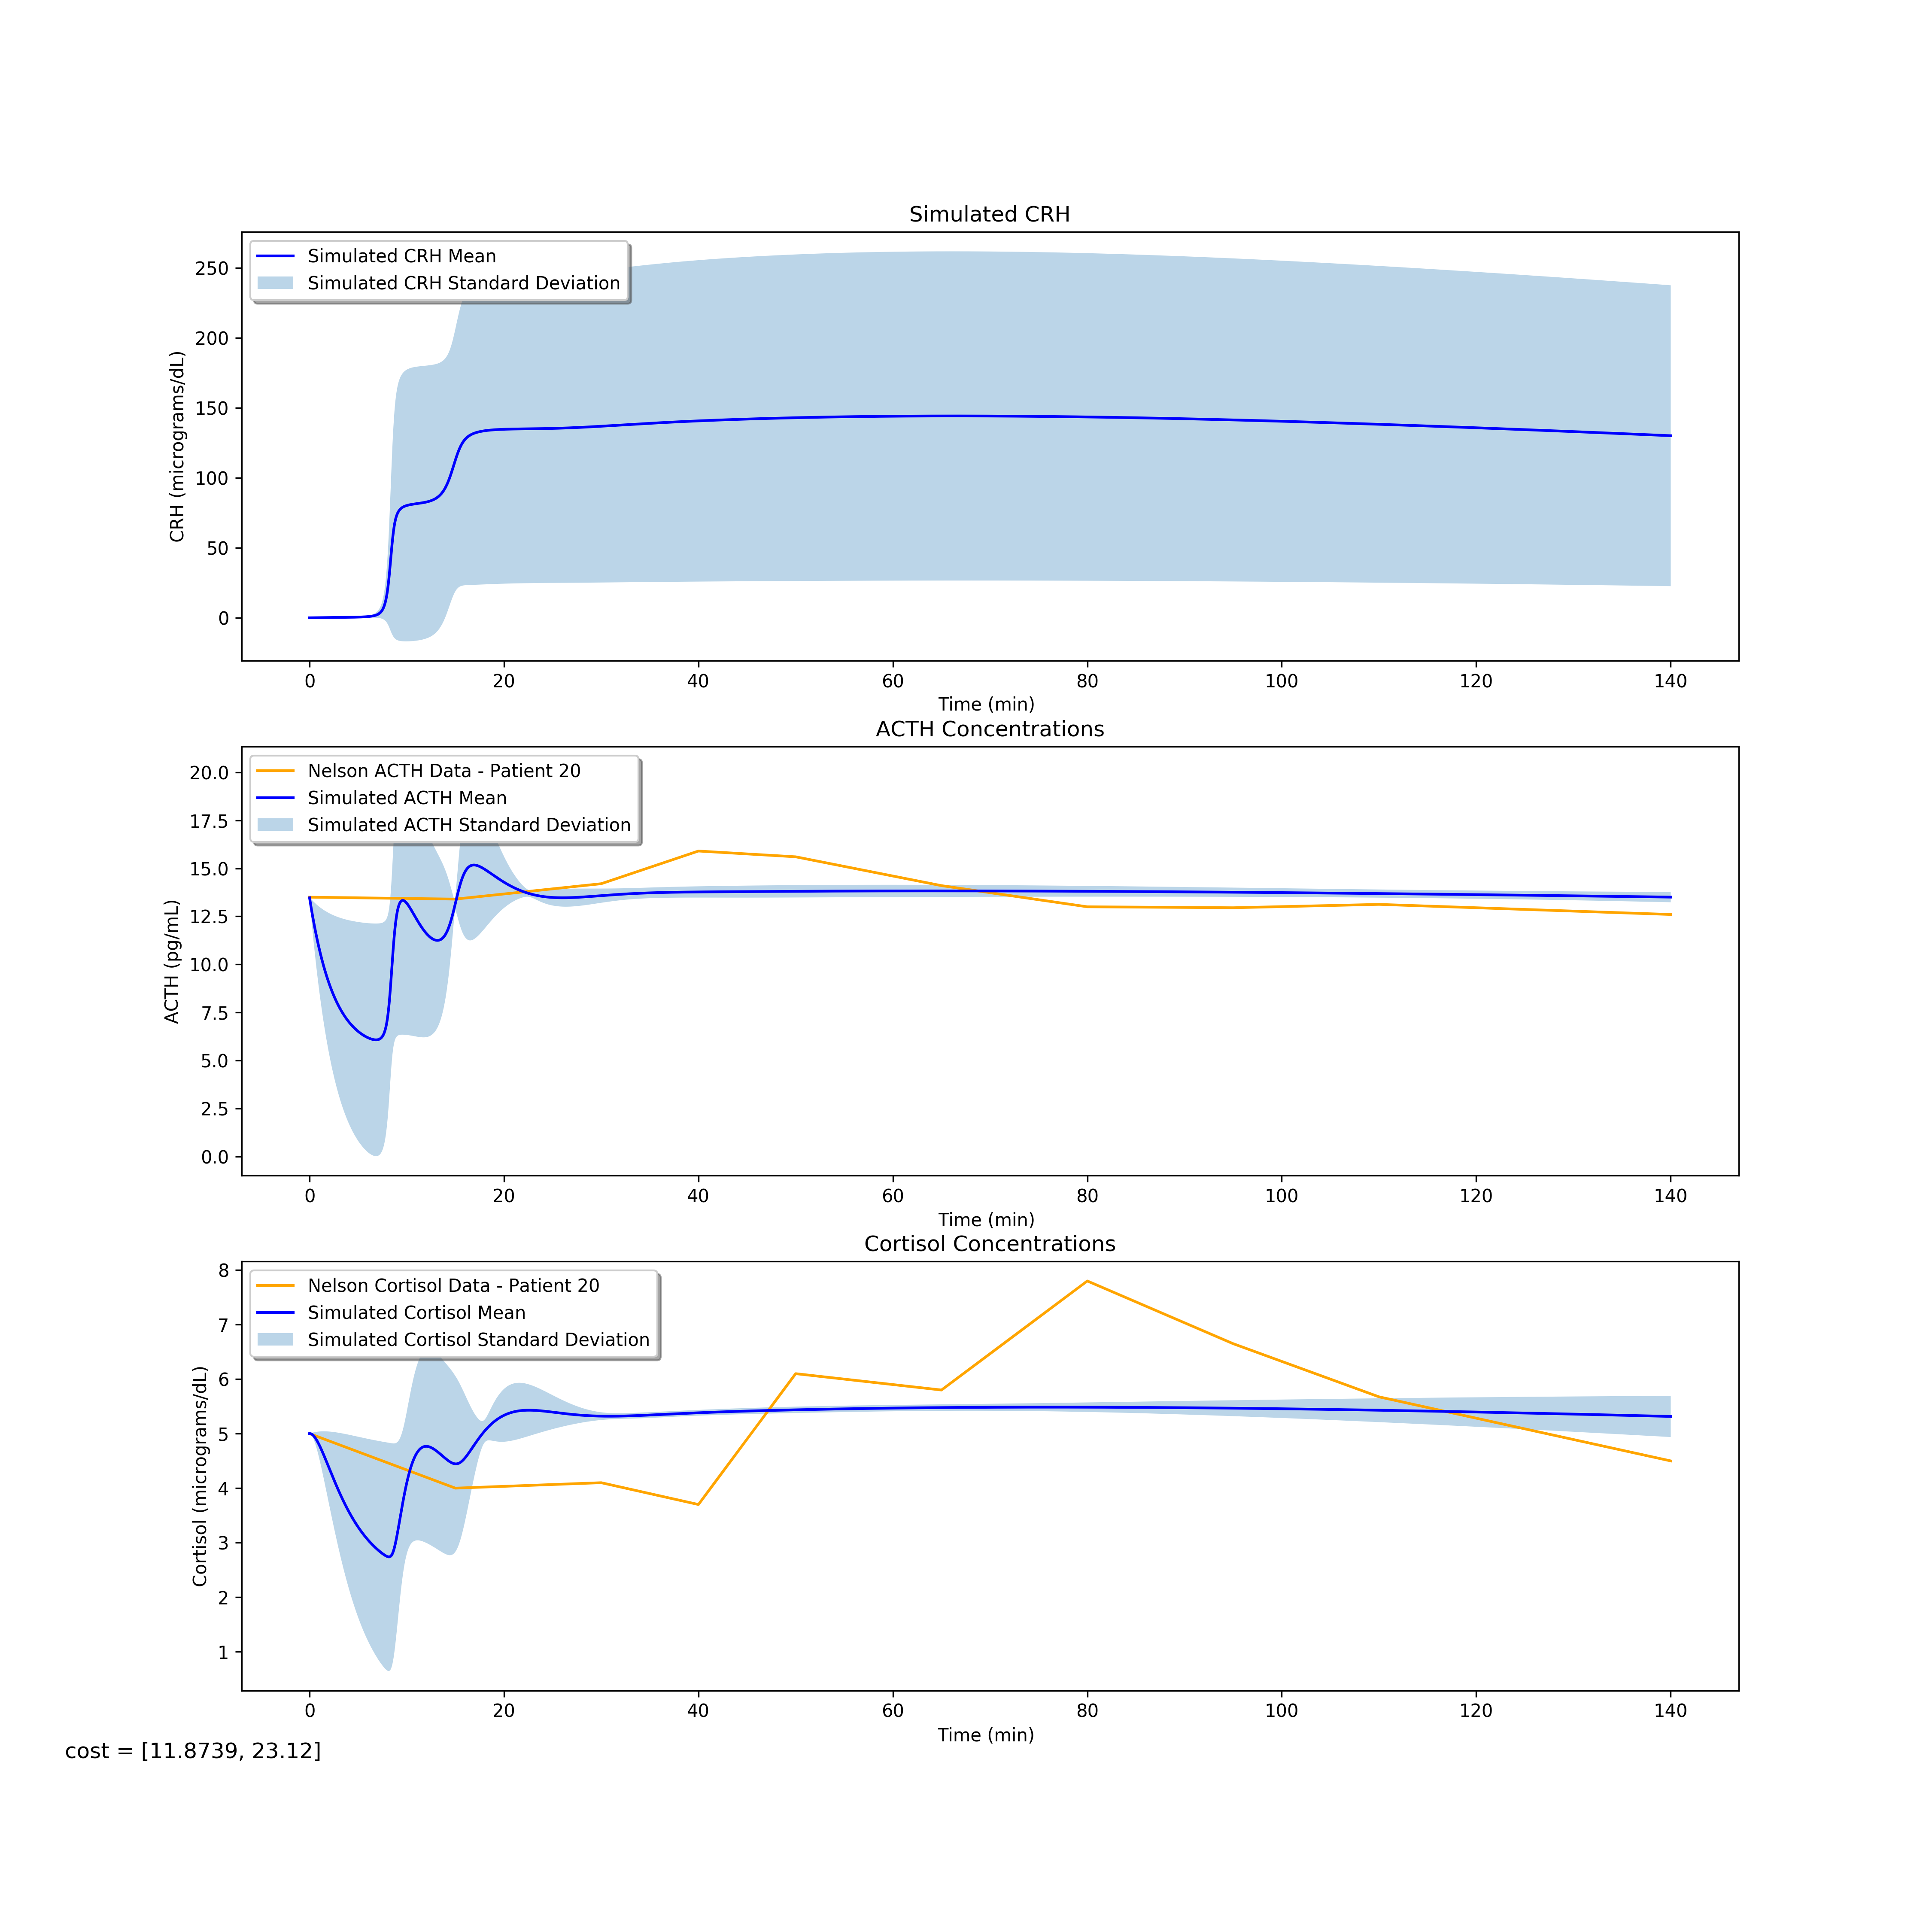 Simulated CRH
Simulated CRH Mean
Simulated CRH Standard Deviation
CRH (micrograms/dL)
250
200
150
100
50
0
0 20 40 60 80 100 120 140
Time (min)
ACTH Concentrations
Nelson ACTH Data - Patient 20
Simulated ACTH Mean
Simulated ACTH Standard Deviation
ACTH (pg/mL)
20.0
17.5
15.0
12.5
10.0
7.5
5.0
2.5
0.0
0 20 40 60 80 100 120 140
Time (min)
Cortisol Concentrations
Nelson Cortisol Data - Patient 20
Simulated Cortisol Mean
Simulated Cortisol Standard Deviation
Cortisol (micrograms/dL)
8
7
6
5
4
3
2
1
0 20 40 60 80 100 120 140
Time (min)
cost = [11.8739, 23.12]